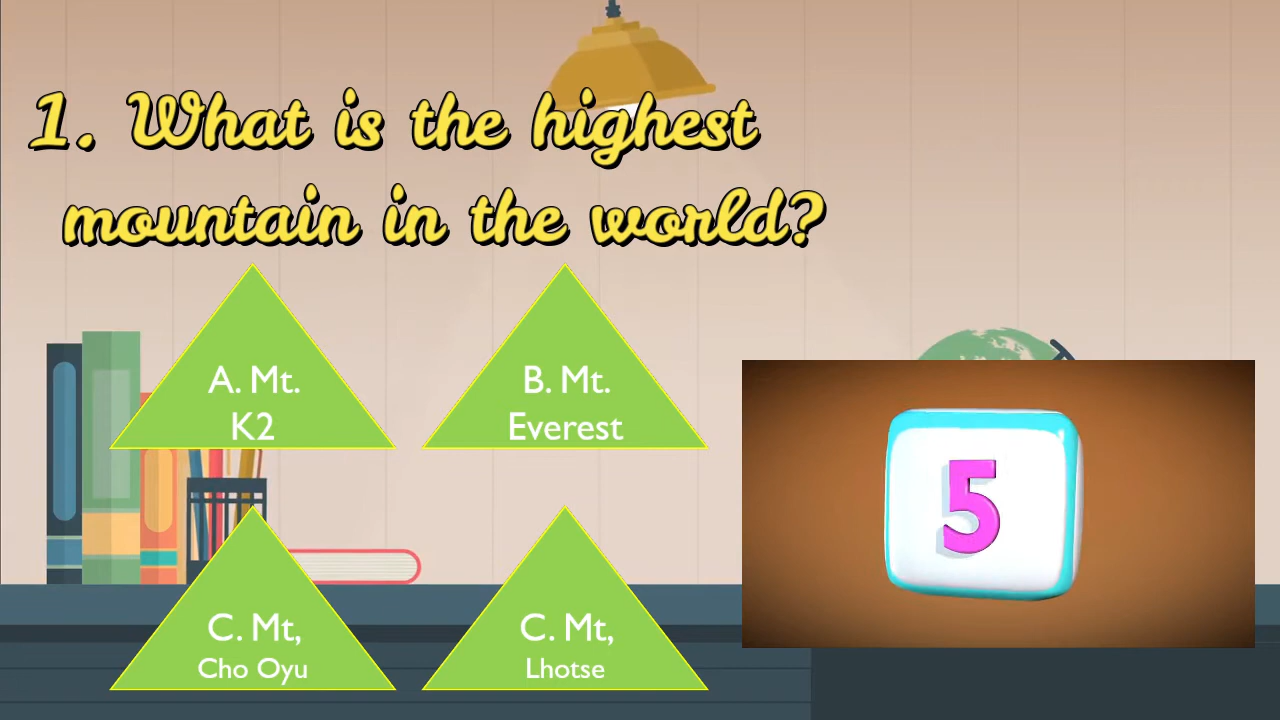 1. What is the highest
mountain in the world?
A. Mt.
K2
B. Mt.
Everest
5
C. Mt,
Cho Oyu
C. Mt,
Lhotse